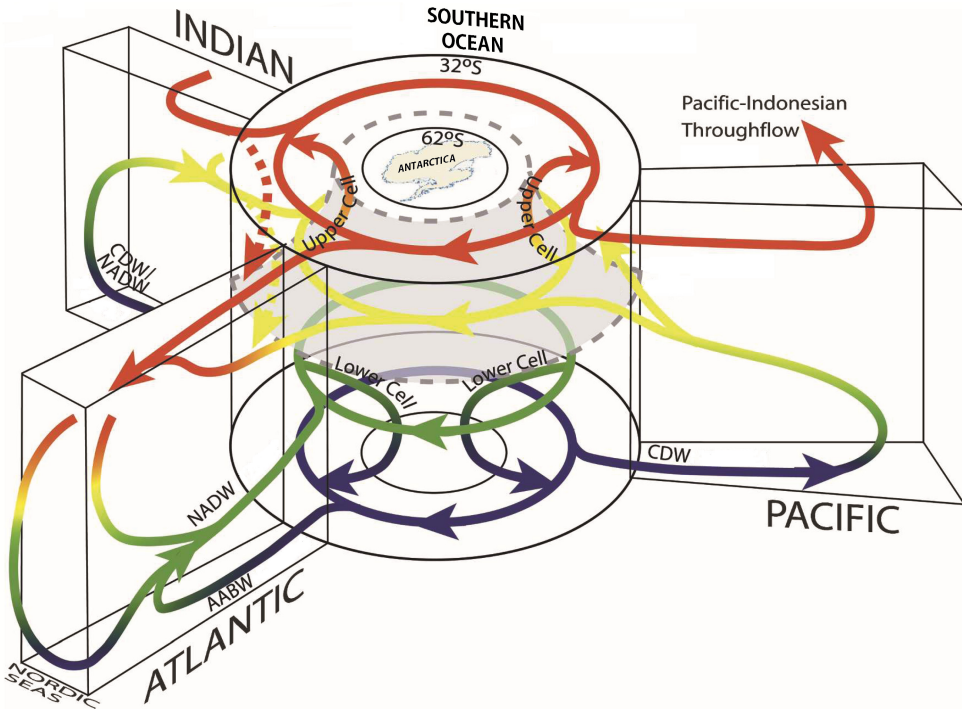 SOUTHERN
OCEAN
INDIAN
32ºS
62ºS
ANTARCTICA
Pacific-Indonesian
Throughflow
Upper Cell
Upper Cell
CDW/
NADW
Lower Cell
Lower Cell
CDW
PACIFIC
NADW
AABW
ATLANTIC
NORDIC
SEAS